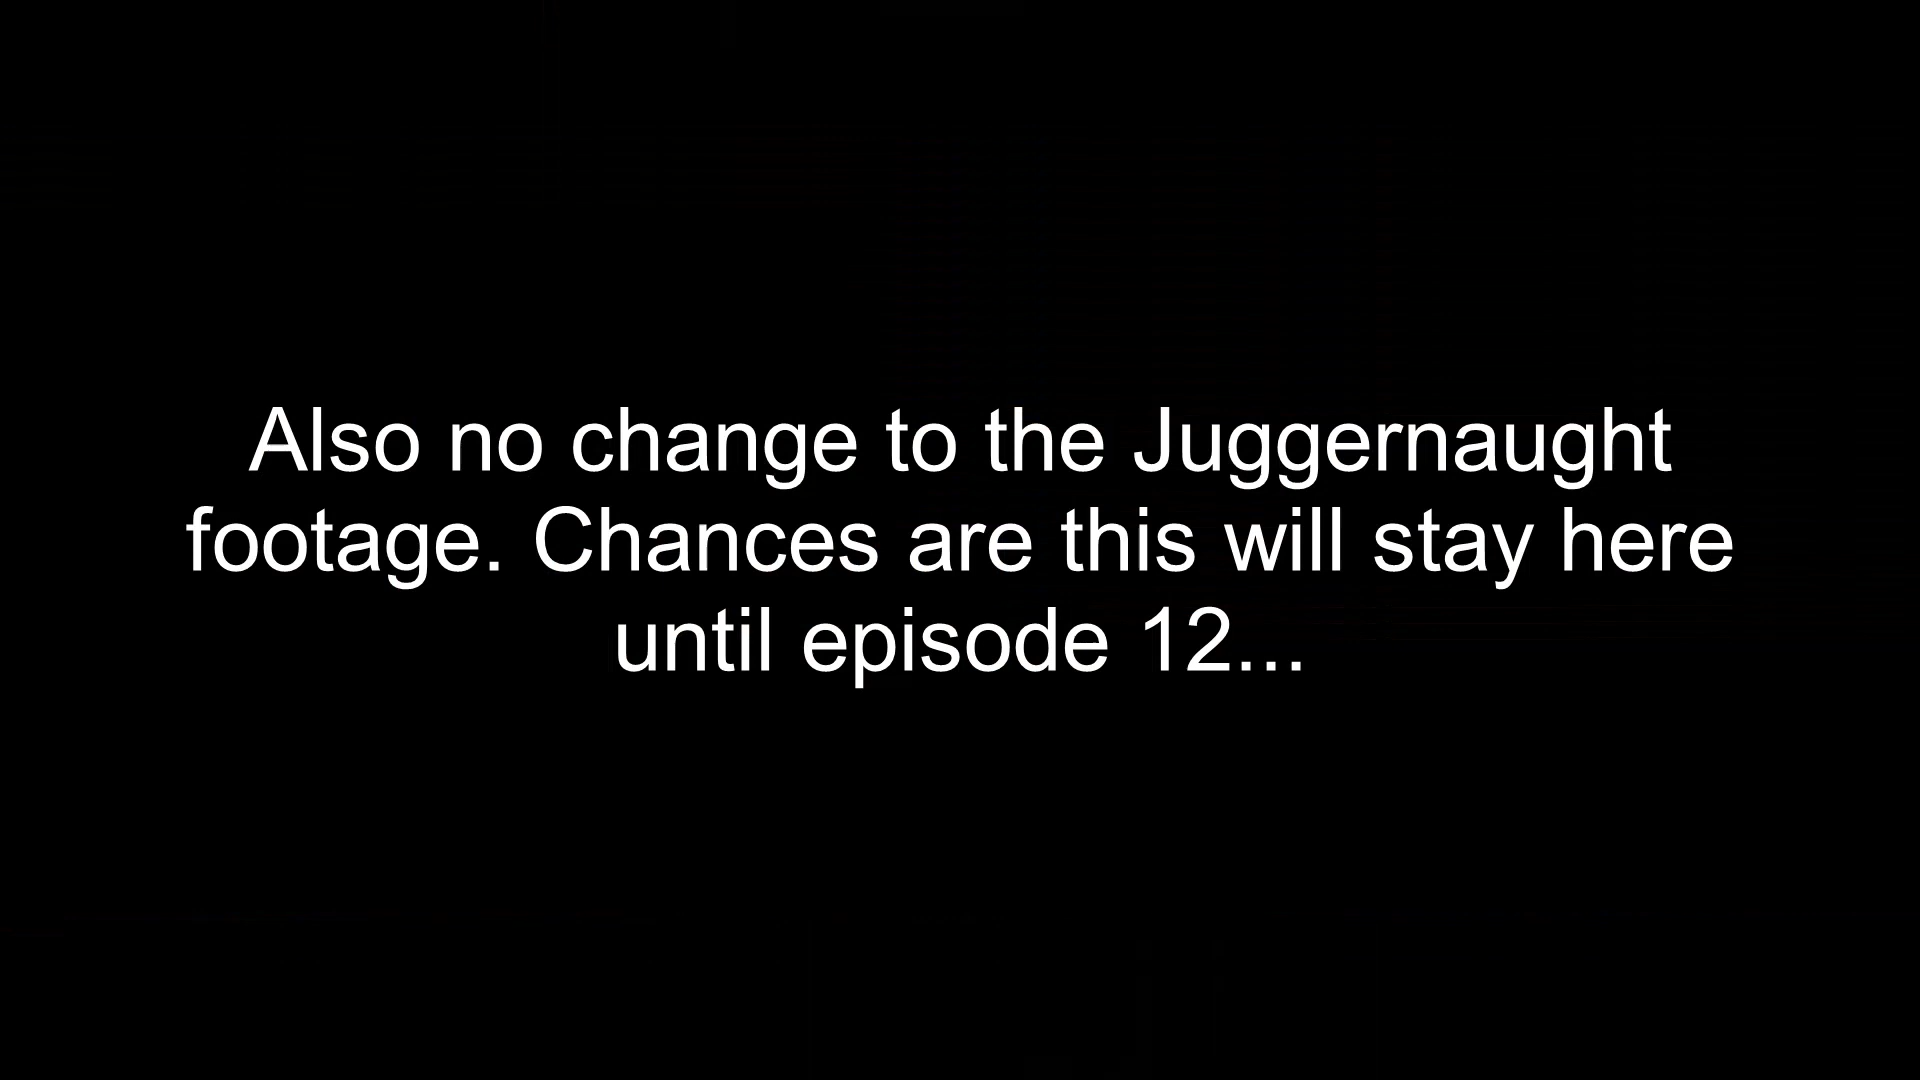 Also no change to the Juggernaught
footage. Chances are this will stay here
until episode 12...